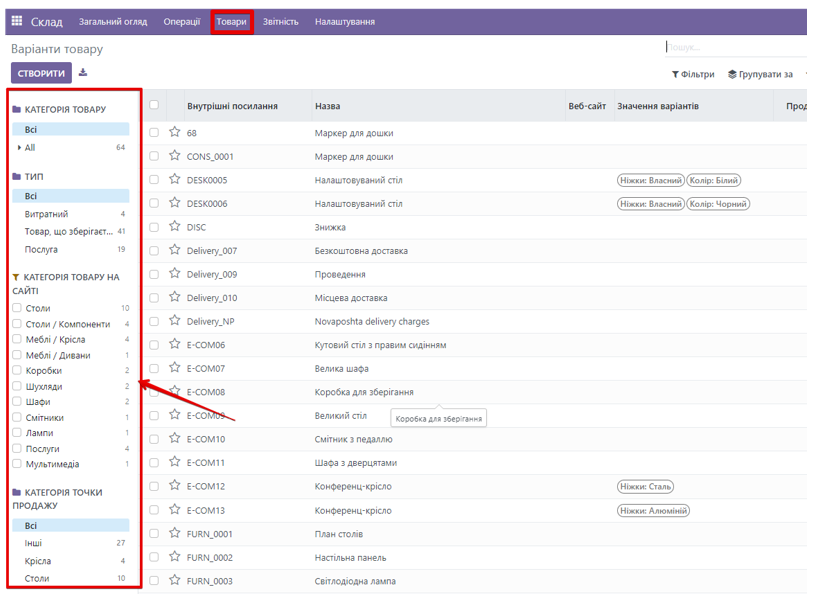 Склад Загальний огляд Операції Товари Звітність Налаштування
Варіанти товару
Пошук...
СТВОРИТИ
Фільтри Групувати за
КАТЕГОРІЯ ТОВАРУ
Всі
All 64
ТИП
Всі
Витратний 4
Товар, що зберігаєт... 41
Послуга 19
КАТЕГОРІЯ ТОВАРУ НА
САЙТІ
Столи 10
Столи / Компоненти 4
Меблі / Крісла 4
Меблі / Дивани 1
Коробки 2
Шухляди 2
Шафи 2
Смітники 1
Лампи 1
Послуги 4
Мультимедіа 1
КАТЕГОРІЯ ТОЧКИ
ПРОДАЖУ
Всі
Інші 27
Крісла 4
Столи 10
Внутрішні посилання Назва Веб-сайт Значення варіантів Прод
68 Маркер для дошки
CONS_0001 Маркер для дошки
DESK0005 Налаштовуваний стіл Ніжки: Власний Колір: Білий
DESK0006 Налаштовуваний стіл Ніжки: Власний Колір: Чорний
DISC Знижка
Delivery_007 Безкоштовна доставка
Delivery_009 Проведення
Delivery_010 Місцева доставка
Delivery_NP Novaposhta delivery charges
E-COM06 Кутовий стіл з правим сидінням
E-COM07 Велика шафа
E-COM08 Коробка для зберігання
E-COM09 Великий стіл
Коробка для зберігання
E-COM10 Смітник з педаллю
E-COM11 Шафа з дверцятами
E-COM12 Конференц-крісло Ніжки: Сталь
E-COM13 Конференц-крісло Ніжки: Алюміній
FURN_0001 План столів
FURN_0002 Настільна панель
FURN_0003 Світлодіодна лампа